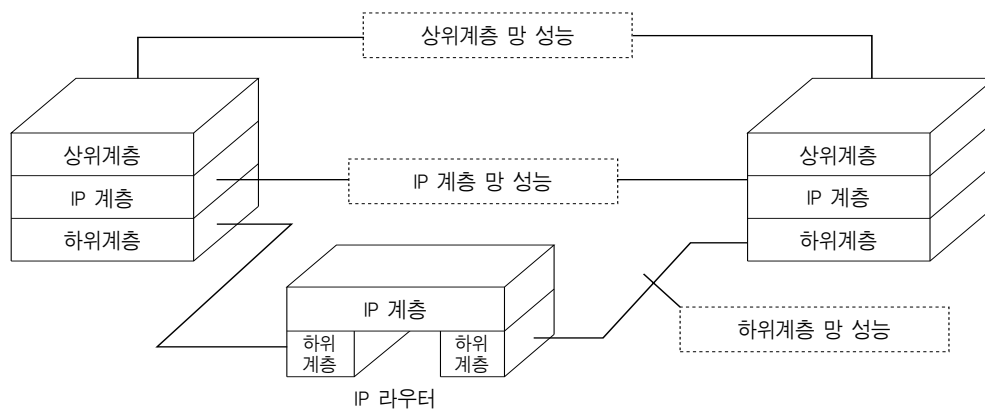 상위계층 망 성능
상위계층
IP 계층
하위계층
IP 계층 망 성능
상위계층
IP 계층
하위계층
IP 계층
하위
계층
하위
계층
하위계층 망 성능
IP 라우터